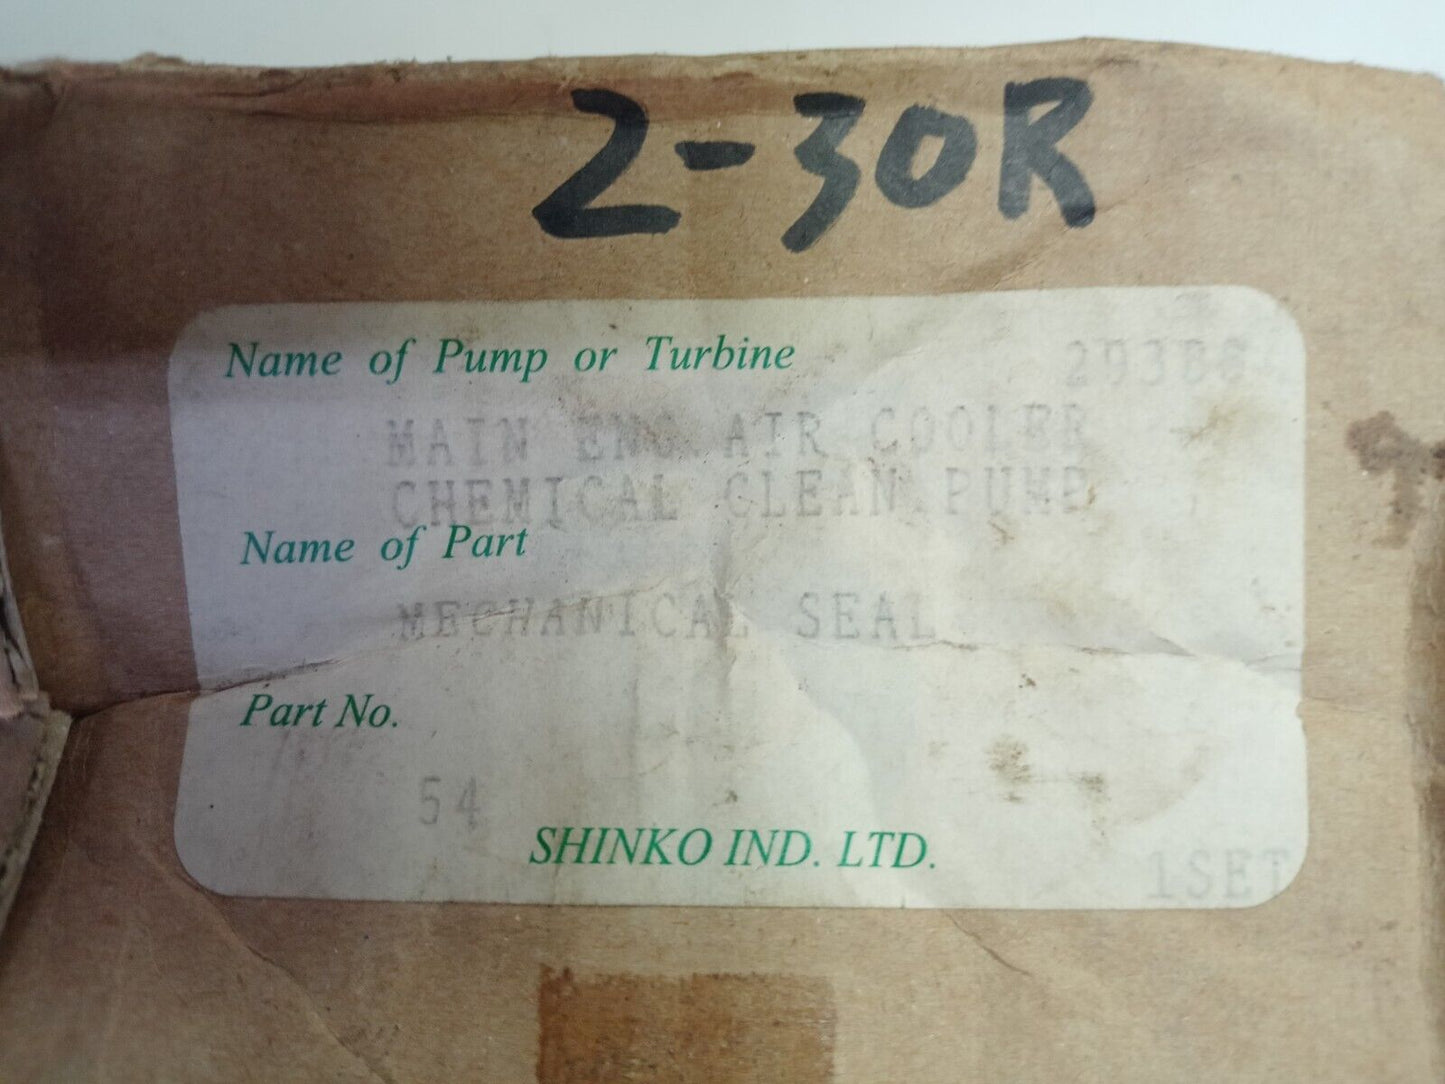 2-30R
Name of Pump or Turbine
MAIN ENG. AIR COOLER
CHEMICAL CLEAN.PUMP
Name of Part
MECHANICAL SEAL
Part No.
54
SHINKO IND. LTD.
1SET